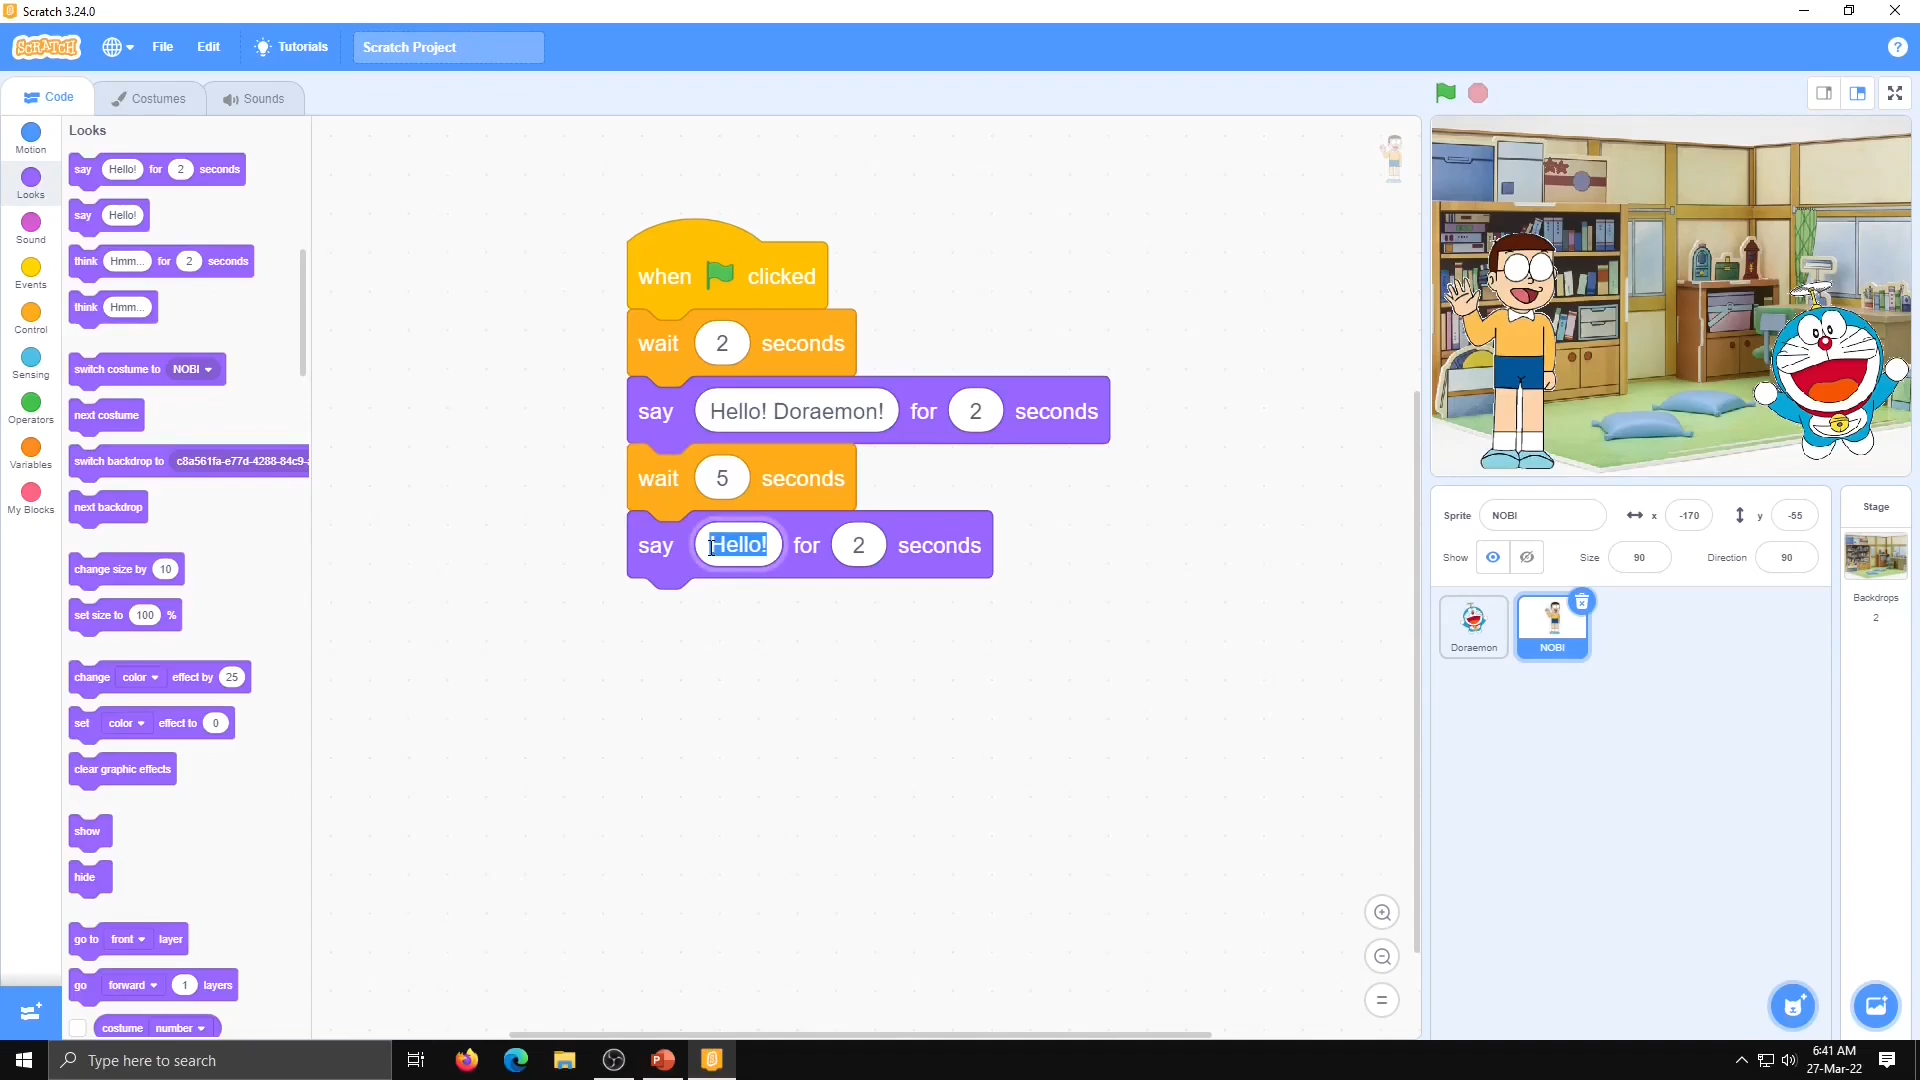 Scratch 3.24.0
SCRATCH File Edit Tutorials Scratch Project ?
Code Costumes Sounds
Motion
Looks
Sound
Events
Control
Sensing
Operators
Variables
My Blocks
Looks
say Hello! for 2 seconds
say Hello!
think Hmm... for 2 seconds
think Hmm...
switch costume to NOBI
next costume
switch backdrop to c8a561fa-e77d-4288-84c9-
next backdrop
change size by 10
set size to 100 %
change color effect by 25
set color effect to 0
clear graphic effects
show
hide
go to front layer
go forward 1 layers
costume number
when clicked
wait 2 seconds
say Hello! Doraemon! for 2 seconds
wait 5 seconds
say Hello! for 2 seconds
Sprite NOBI x -170 y -55
Show Size 90 Direction 90
Doraemon
NOBI
Stage
Backdrops
2
Type here to search
6:41 AM
27-Mar-22